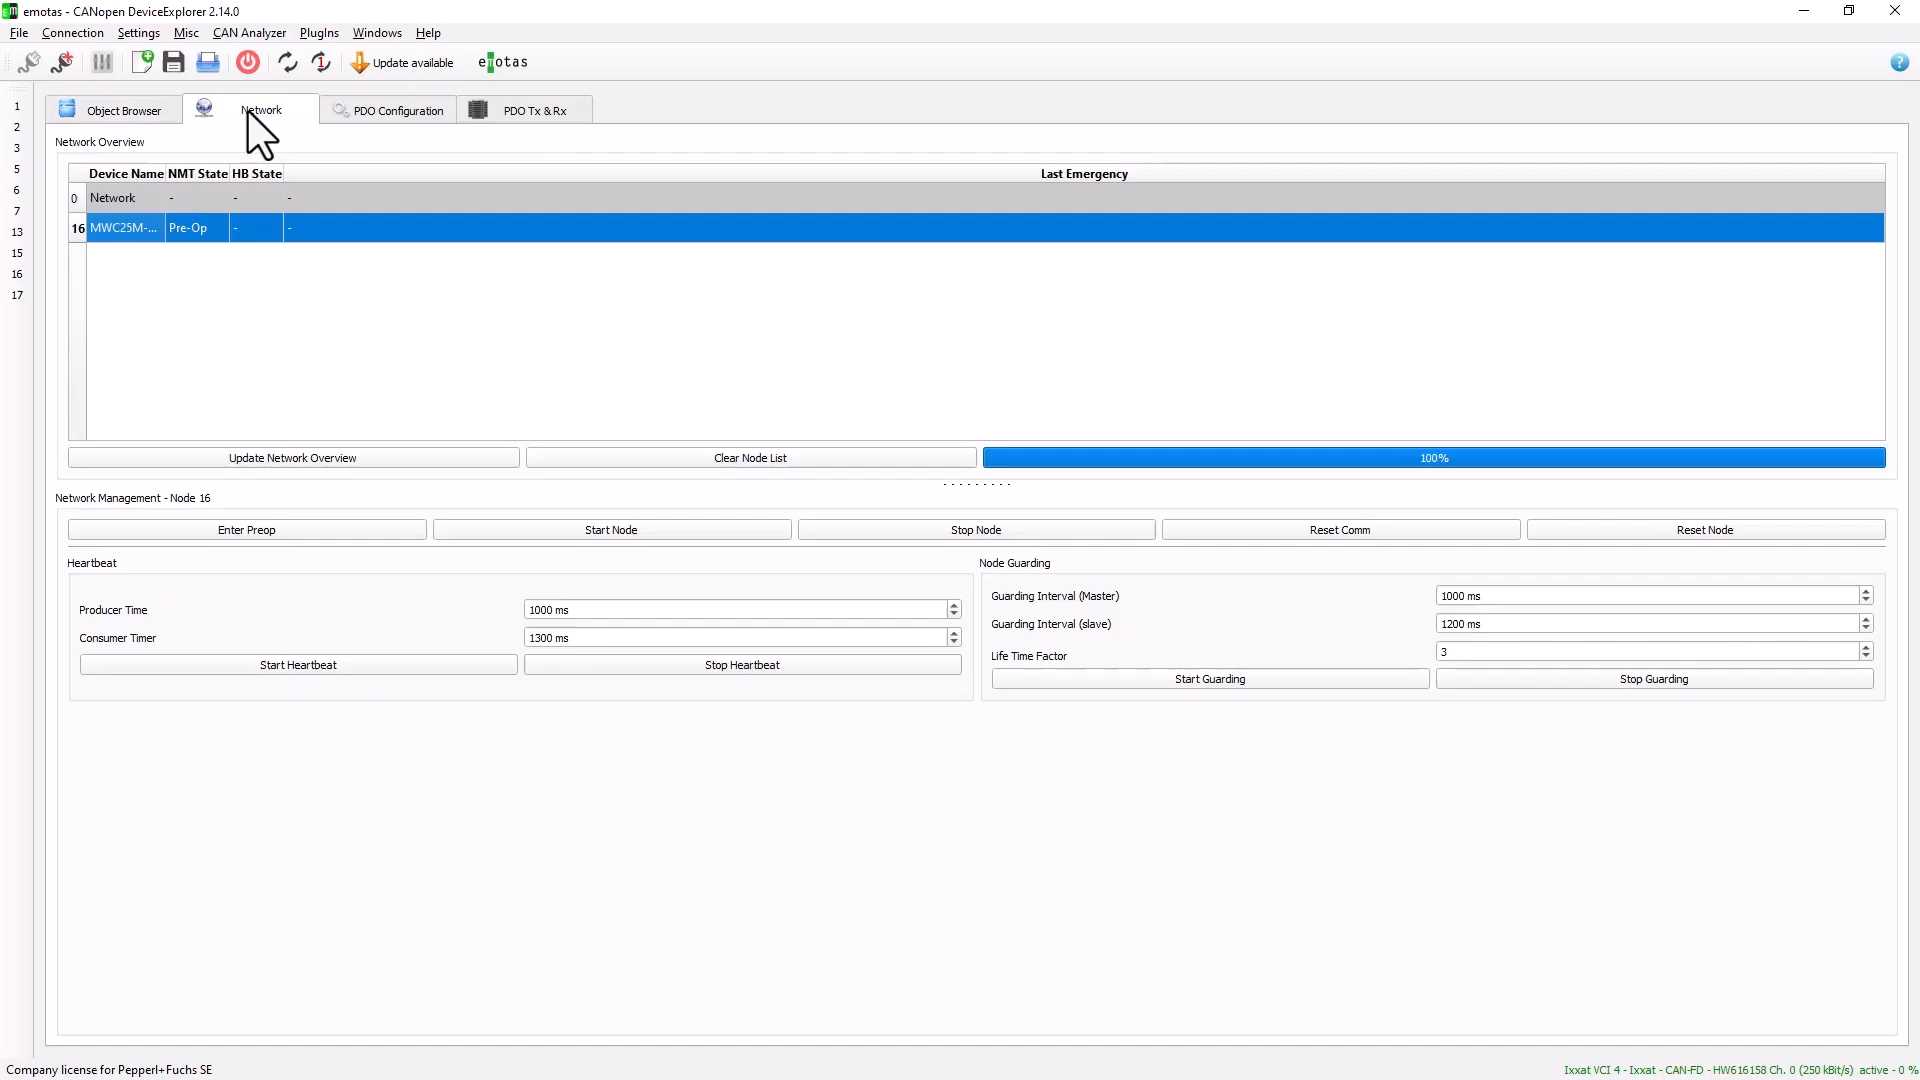 emotas - CANopen DeviceExplorer 2.14.0
File Connection Settings Misc CAN Analyzer PlugIns Windows Help
Update available emotas
1
2
3
5
6
7
13
15
16
17
Object Browser Network PDO Configuration PDO Tx & Rx
Network Overview
Device Name NMT State HB State Last Emergency
0 Network - - -
16 MWC25M-... Pre-Op - -
Update Network Overview Clear Node List 100%
Network Management - Node 16
Enter Preop Start Node Stop Node Reset Comm Reset Node
Heartbeat
Producer Time 1000 ms
Consumer Timer 1300 ms
Start Heartbeat Stop Heartbeat
Node Guarding
Guarding Interval (Master) 1000 ms
Guarding Interval (slave) 1200 ms
Life Time Factor 3
Start Guarding Stop Guarding
Company license for Pepperl+Fuchs SE
Ixxat VCI 4 - Ixxat - CAN-FD - HW616158 Ch. 0 (250 kBit/s) active - 0 %